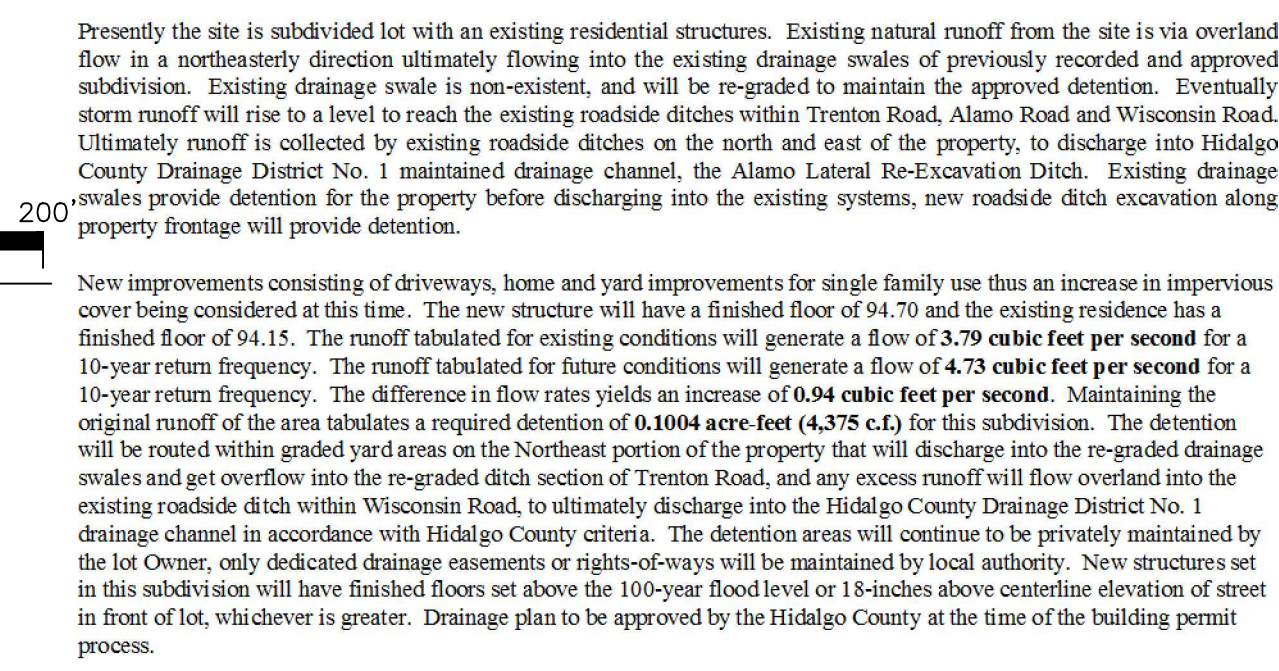 Presently the site is subdivided lot with an existing residential structures. Existing natural runoff from the site is via overland
flow in a northeasterly direction ultimately flowing into the existing drainage swales of previously recorded and approved
subdivision. Existing drainage swale is non-existent, and will be re-graded to maintain the approved detention. Eventually
storm runoff will rise to a level to reach the existing roadside ditches within Trenton Road, Alamo Road and Wisconsin Road.
Ultimately runoff is collected by existing roadside ditches on the north and east of the property, to discharge into Hidalgo
County Drainage District No. 1 maintained drainage channel, the Alamo Lateral Re-Excavation Ditch. Existing drainage
swales provide detention for the property before discharging into the existing systems, new roadside ditch excavation along
200'
property frontage will provide detention.
New improvements consisting of driveways, home and yard improvements for single family use thus an increase in impervious
cover being considered at this time. The new structure will have a finished floor of 94.70 and the existing residence has a
finished floor of 94.15. The runoff tabulated for existing conditions will generate a flow of 3.79 cubic feet per second for a
10-year return frequency. The runoff tabulated for future conditions will generate a flow of 4.73 cubic feet per second for a
10-year return frequency. The difference in flow rates yields an increase of 0.94 cubic feet per second. Maintaining the
original runoff of the area tabulates a required detention of 0.1004 acre-feet (4,375 c.f.) for this subdivision. The detention
will be routed within graded yard areas on the Northeast portion of the property that will discharge into the re-graded drainage
swales and get overflow into the re-graded ditch section of Trenton Road, and any excess runoff will flow overland into the
existing roadside ditch within Wisconsin Road, to ultimately discharge into the Hidalgo County Drainage District No. 1
drainage channel in accordance with Hidalgo County criteria. The detention areas will continue to be privately maintained by
the lot Owner, only dedicated drainage easements or rights-of-ways will be maintained by local authority. New structures set
in this subdivision will have finished floors set above the 100-year flood level or 18-inches above centerline elevation of street
in front of lot, whichever is greater. Drainage plan to be approved by the Hidalgo County at the time of the building permit
process.